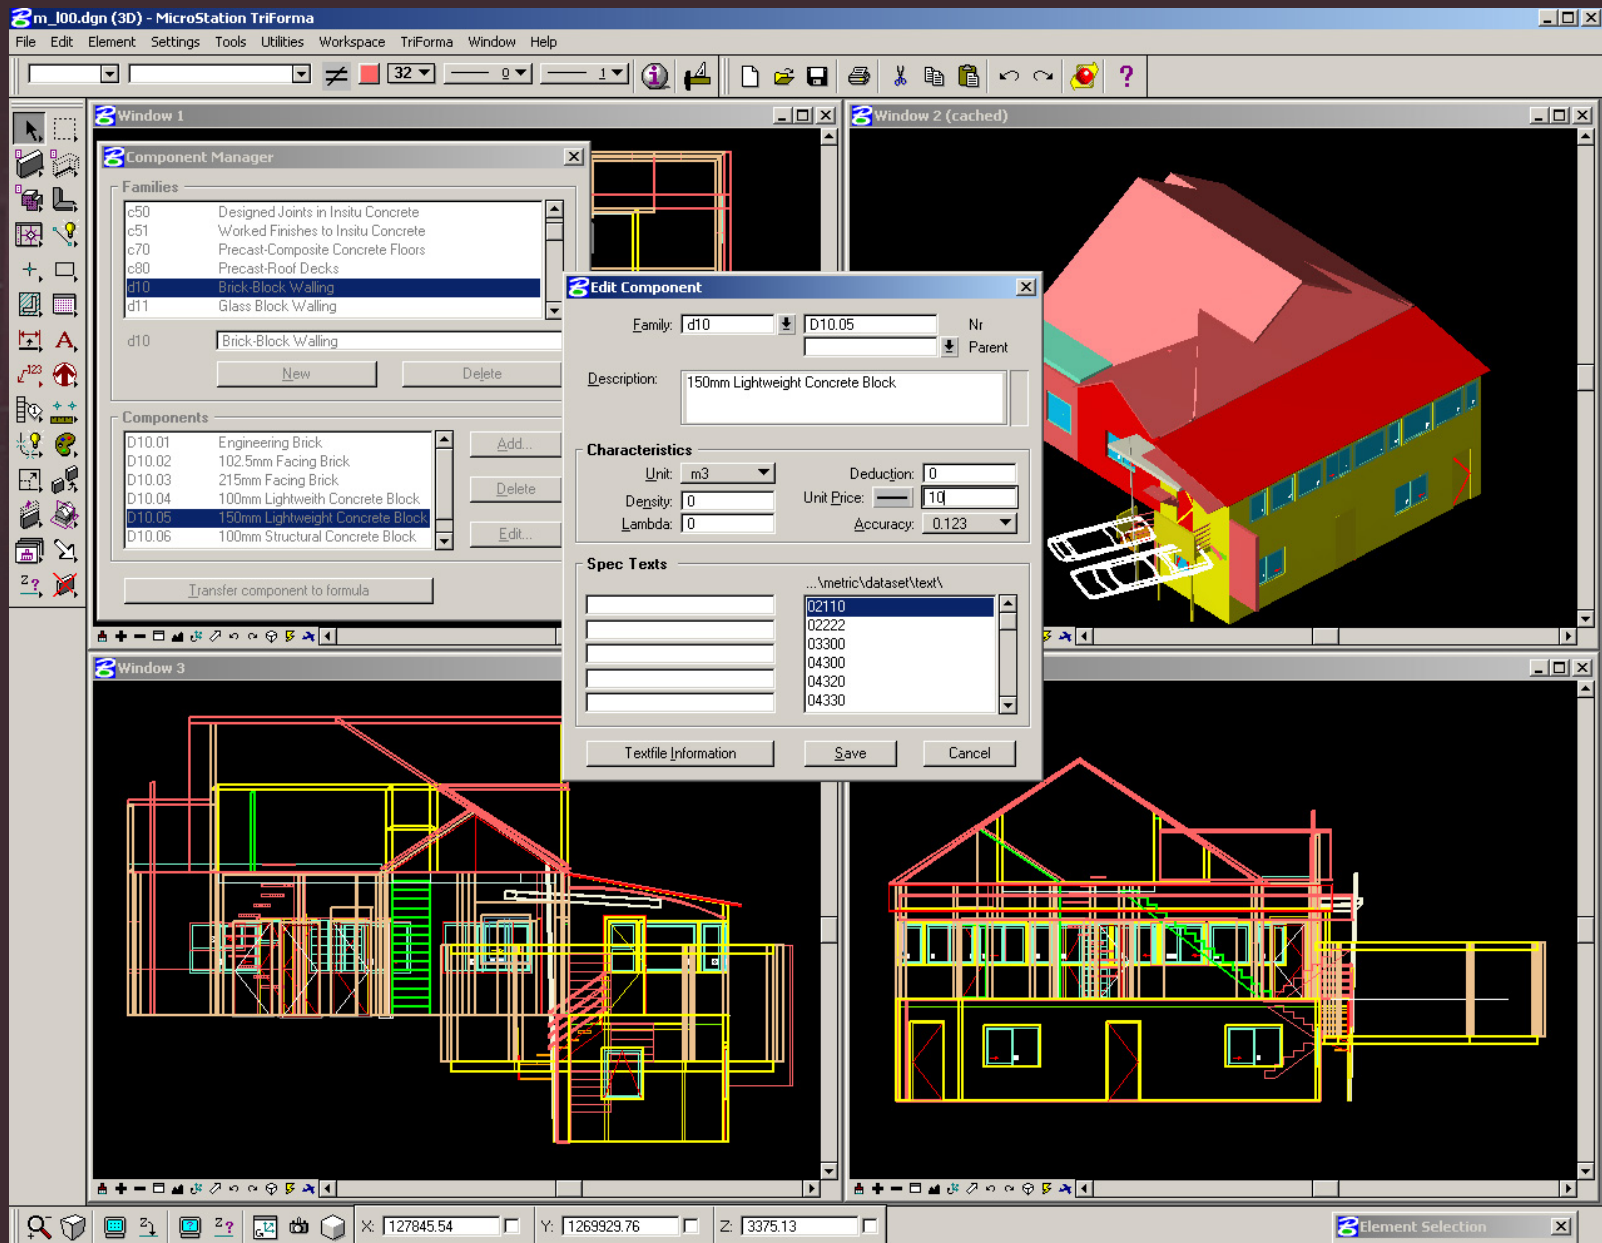 m_l00.dgn (3D) - MicroStation TriForma
File Edit Element Settings Tools Utilities Workspace TriForma Window Help
32 0 1 ?
Window 1
Window 2 (cached)
Component Manager
Families
c50 Designed Joints in Insitu Concrete
c51 Worked Finishes to Insitu Concrete
c70 Precast-Composite Concrete Floors
c80 Precast-Roof Decks
d10 Brick-Block Walling
d11 Glass Block Walling
d10 Brick-Block Walling
New Delete
Components
D10.01 Engineering Brick
D10.02 102.5mm Facing Brick
D10.03 215mm Facing Brick
D10.04 100mm Lightweith Concrete Block
D10.05 150mm Lightweight Concrete Block
D10.06 100mm Structural Concrete Block
Add...
Delete
Edit...
Transfer component to formula
Edit Component
Family: d10 D10.05 Nr
Parent
Description: 150mm Lightweight Concrete Block
Characteristics
Unit: m3 Deduction: 0
Density: 0 Unit Price: 10
Lambda: 0 Accuracy: 0.123
Spec Texts
...\metric\dataset\text\
02110
02222
03300
04300
04320
04330
Textfile Information Save Cancel
Window 3
X: 127845.54 Y: 1269929.76 Z: 3375.13
Element Selection